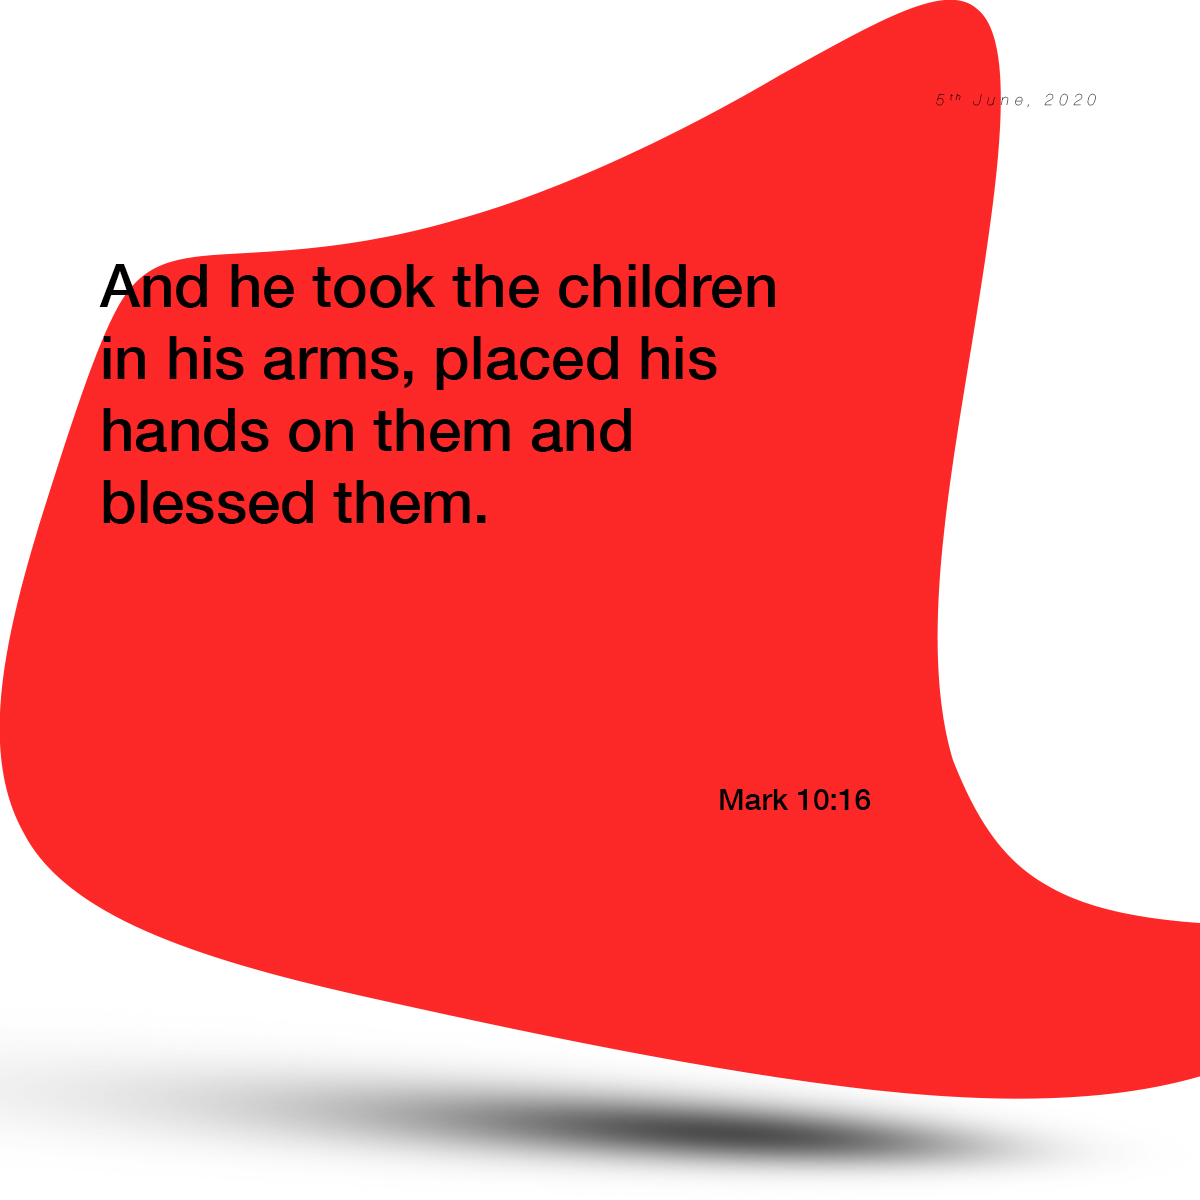 5th June, 2020
And he took the children
in his arms, placed his
hands on them and
blessed them.
Mark 10:16